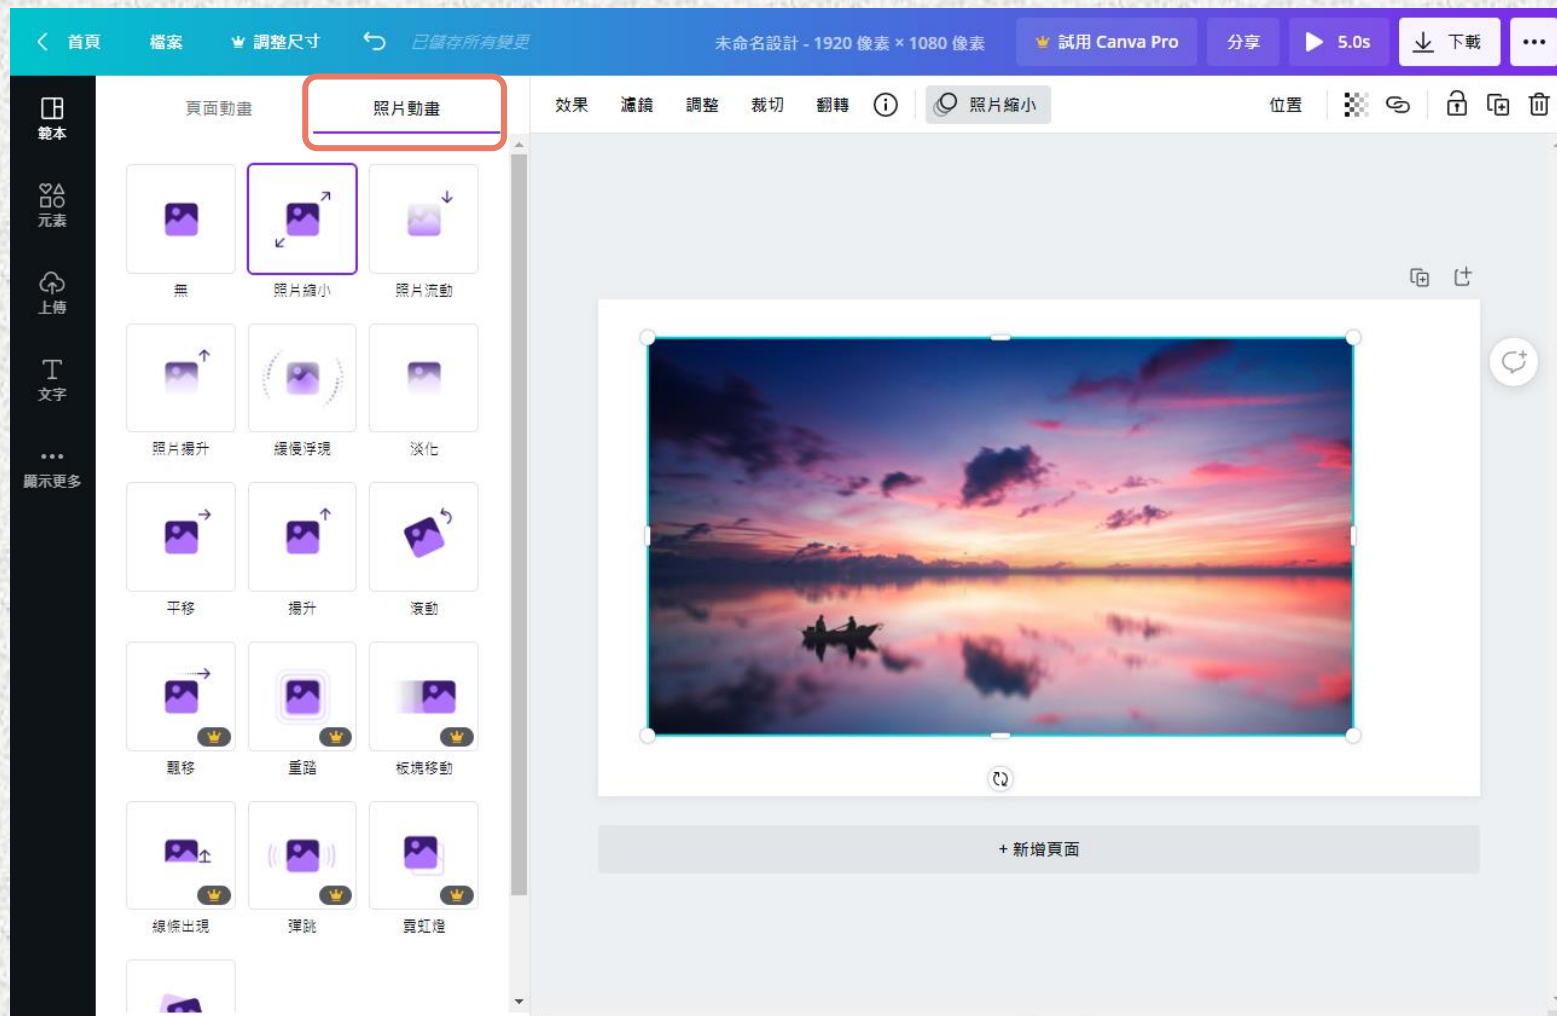 首頁 檔案 調整尺寸 已儲存所有變更 未命名設計 - 1920 像素 × 1080 像素 試用 Canva Pro 分享 5.0s 下載
範本
元素
上傳
文字
顯示更多
頁面動畫 照片動畫
無 照片縮小 照片流動
照片揚升 緩慢浮現 淡化
平移 揚升 滾動
飄移 重踏 板塊移動
線條出現 彈跳 霓虹燈
效果 濾鏡 調整 裁切 翻轉 照片縮小 位置
+ 新增頁面